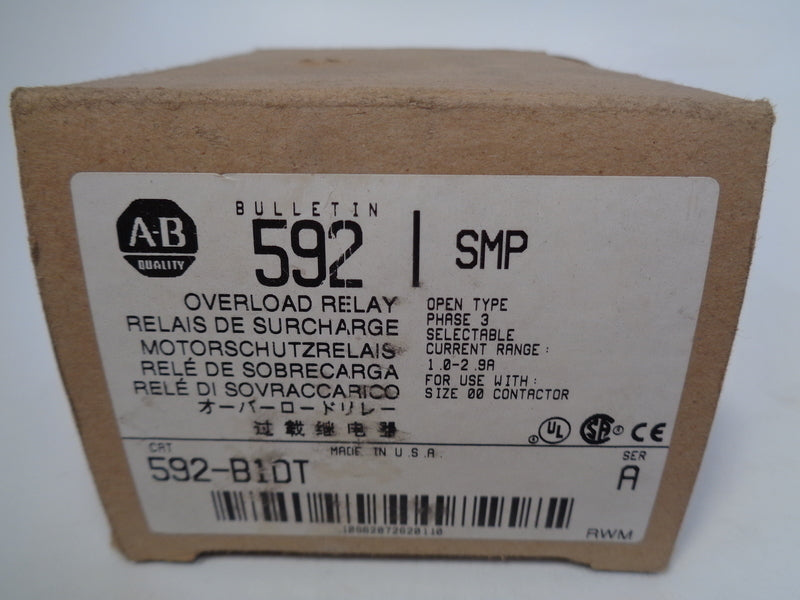 A-B
QUALITY
BULLETIN
592
SMP
OVERLOAD RELAY
RELAIS DE SURCHARGE
MOTORSCHUTZRELAIS
RELÉ DE SOBRECARGA
RELÉ DI SOVRACCARICO
オーバーロードリレー
过载继电器
OPEN TYPE
PHASE 3
SELECTABLE
CURRENT RANGE:
1.0-2.9A
FOR USE WITH:
SIZE 00 CONTACTOR
UL
SA
CE
MADE IN U.S.A.
CAT
592-B1DT
SER
A
RWM